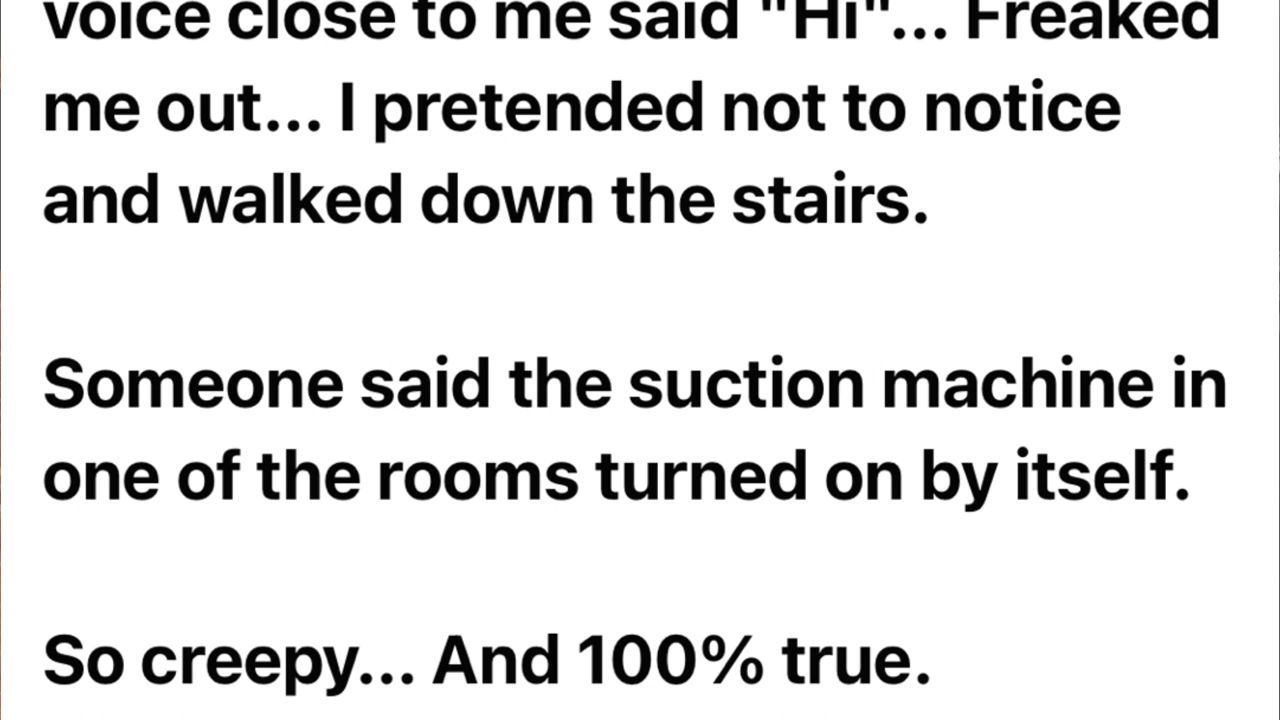 voice close to me said "Hi"... Freaked
me out... I pretended not to notice
and walked down the stairs.
Someone said the suction machine in
one of the rooms turned on by itself.
So creepy... And 100% true.